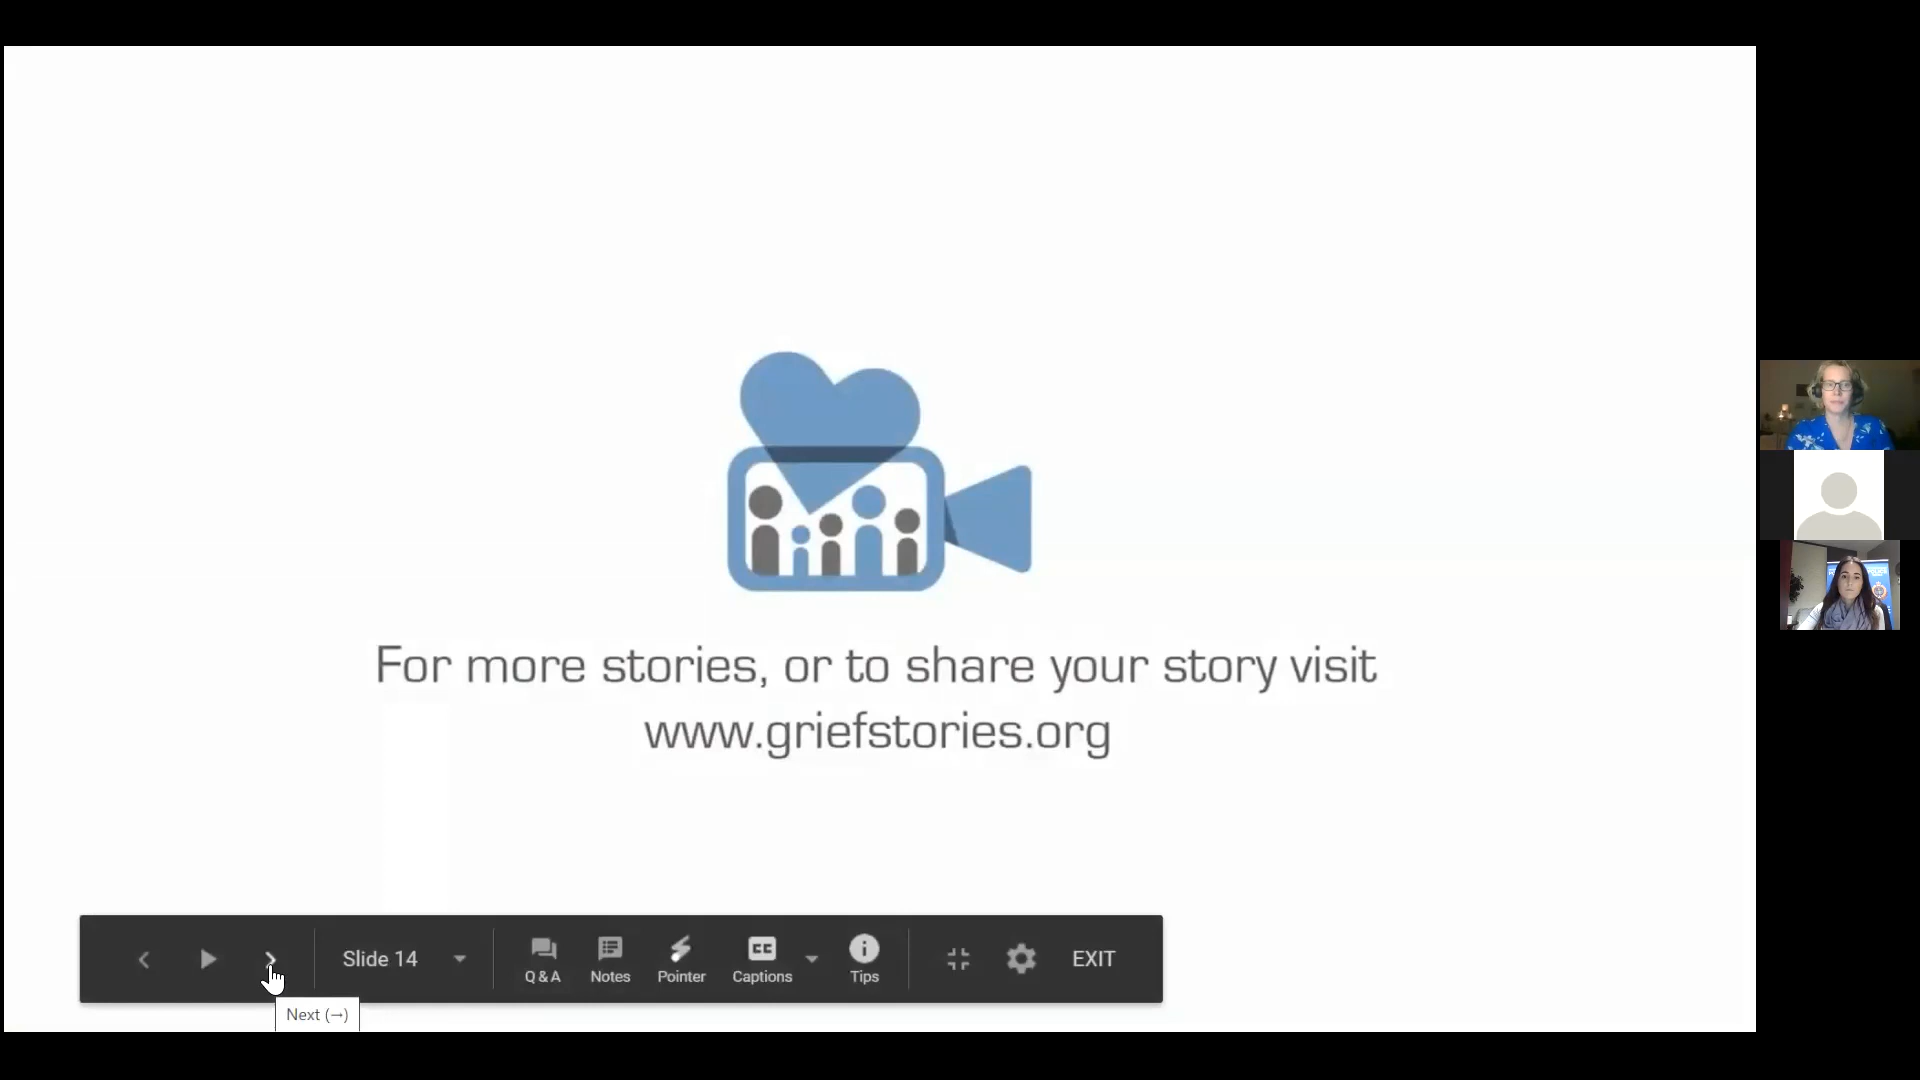 For more stories, or to share your story visit
www.griefstories.org
Slide 14
Q & A
Notes
CC
Pointer
Captions
Tips
EXIT
Next (→)